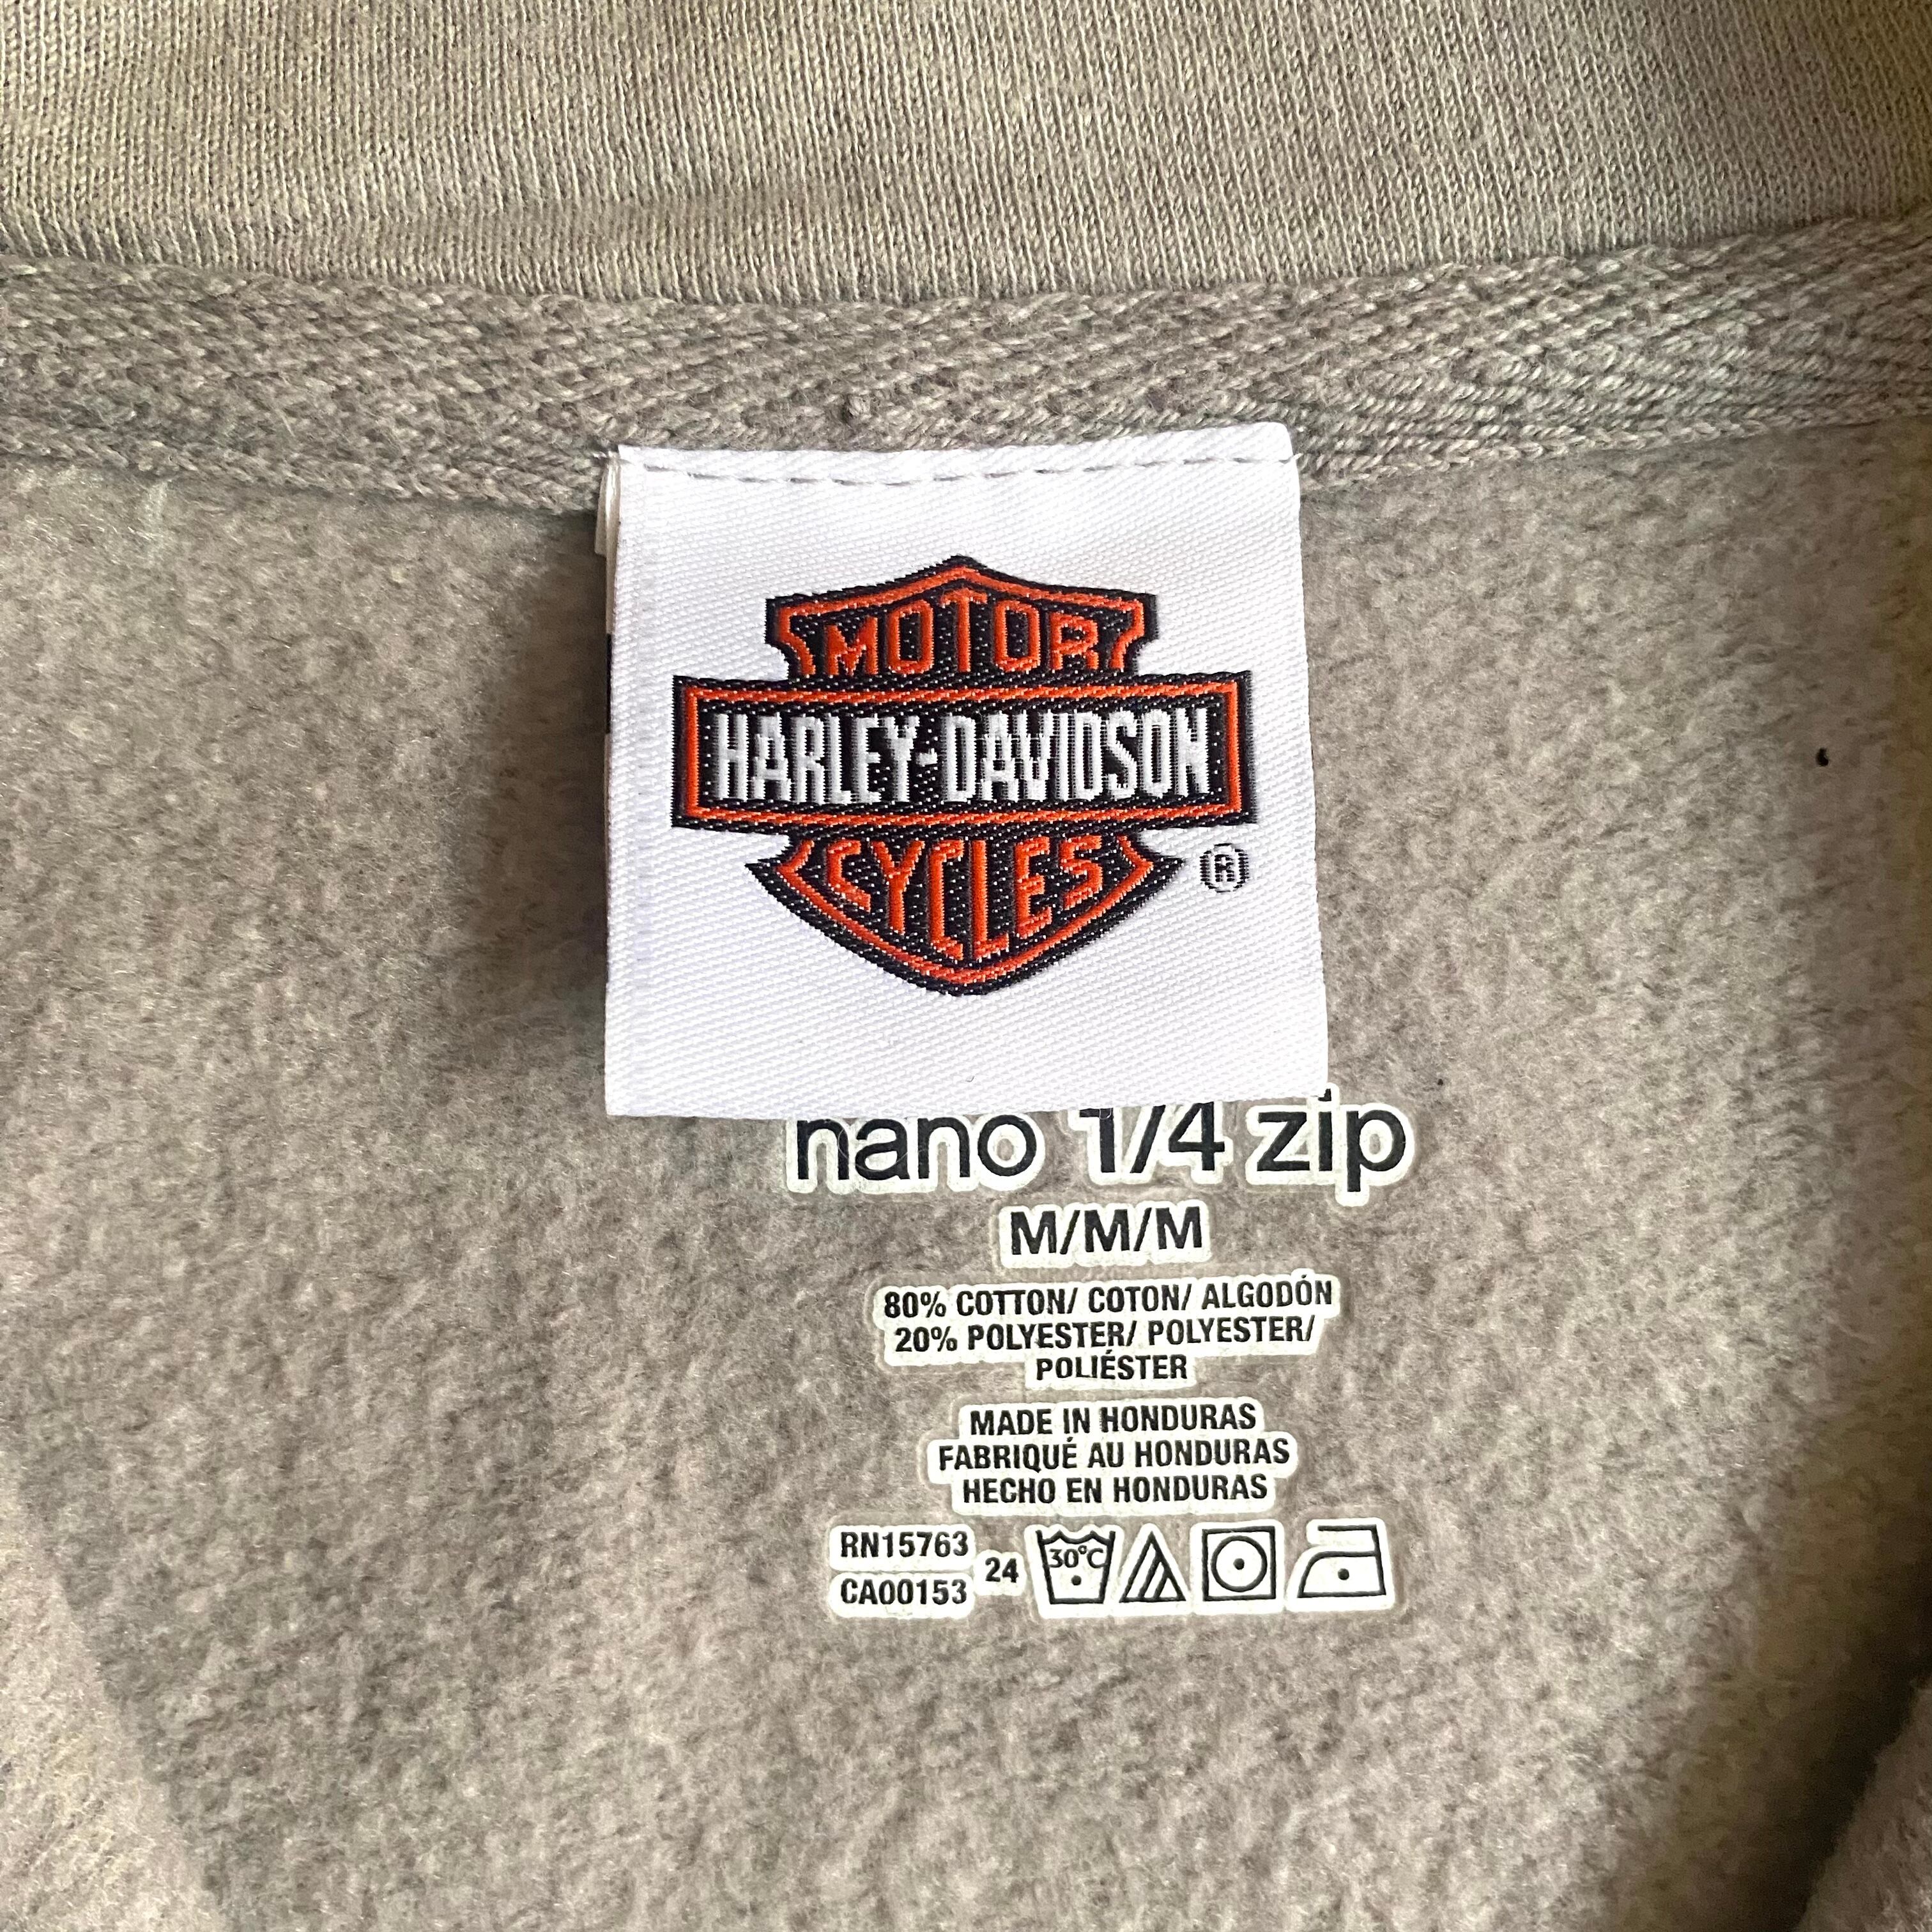 MOTOR
HARLEY-DAVIDSON
CYCLES
®
nano 1/4 zip
M/M/M
80% COTTON/ COTON/ ALGODÓN
20% POLYESTER/ POLYESTER/
POLIÉSTER
MADE IN HONDURAS
FABRIQUÉ AU HONDURAS
HECHO EN HONDURAS
RN15763
CA00153
24
30°C